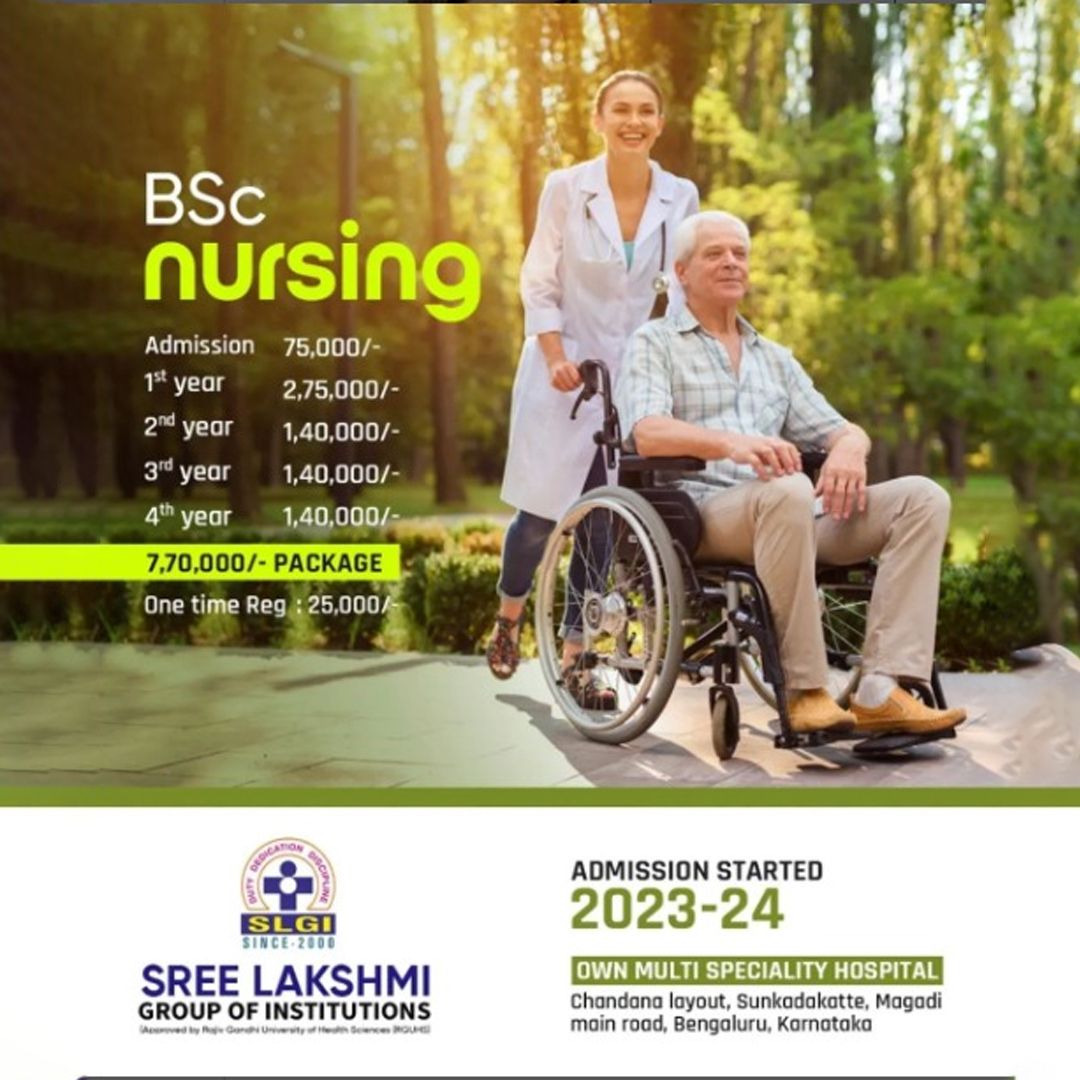 BSc
nursing
Admission 75,000/-
1st year 2,75,000/-
2nd year 1,40,000/-
3rd year 1,40,000/-
4th year 1,40,000/-
7,70,000/- PACKAGE
One time Reg : 25,000/-
DUTY DEDICATION DISCIPLINE
SLGI
SINCE-2000
SREE LAKSHMI
GROUP OF INSTITUTIONS
(Approved by Rajiv Gandhi University of Health Sciences (RGUHS)
ADMISSION STARTED
2023-24
OWN MULTI SPECIALITY HOSPITAL
Chandana layout, Sunkadakatte, Magadi
main road, Bengaluru, Karnataka